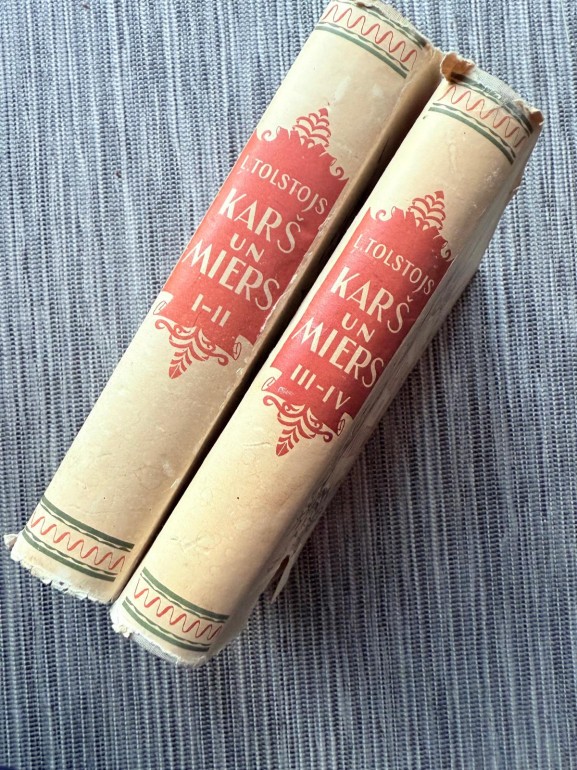 Ļ. TOLSTOJS
KARŠ
UN
MIERS
I-II
Ļ. TOLSTOJS
KARŠ
UN
MIERS
III-IV